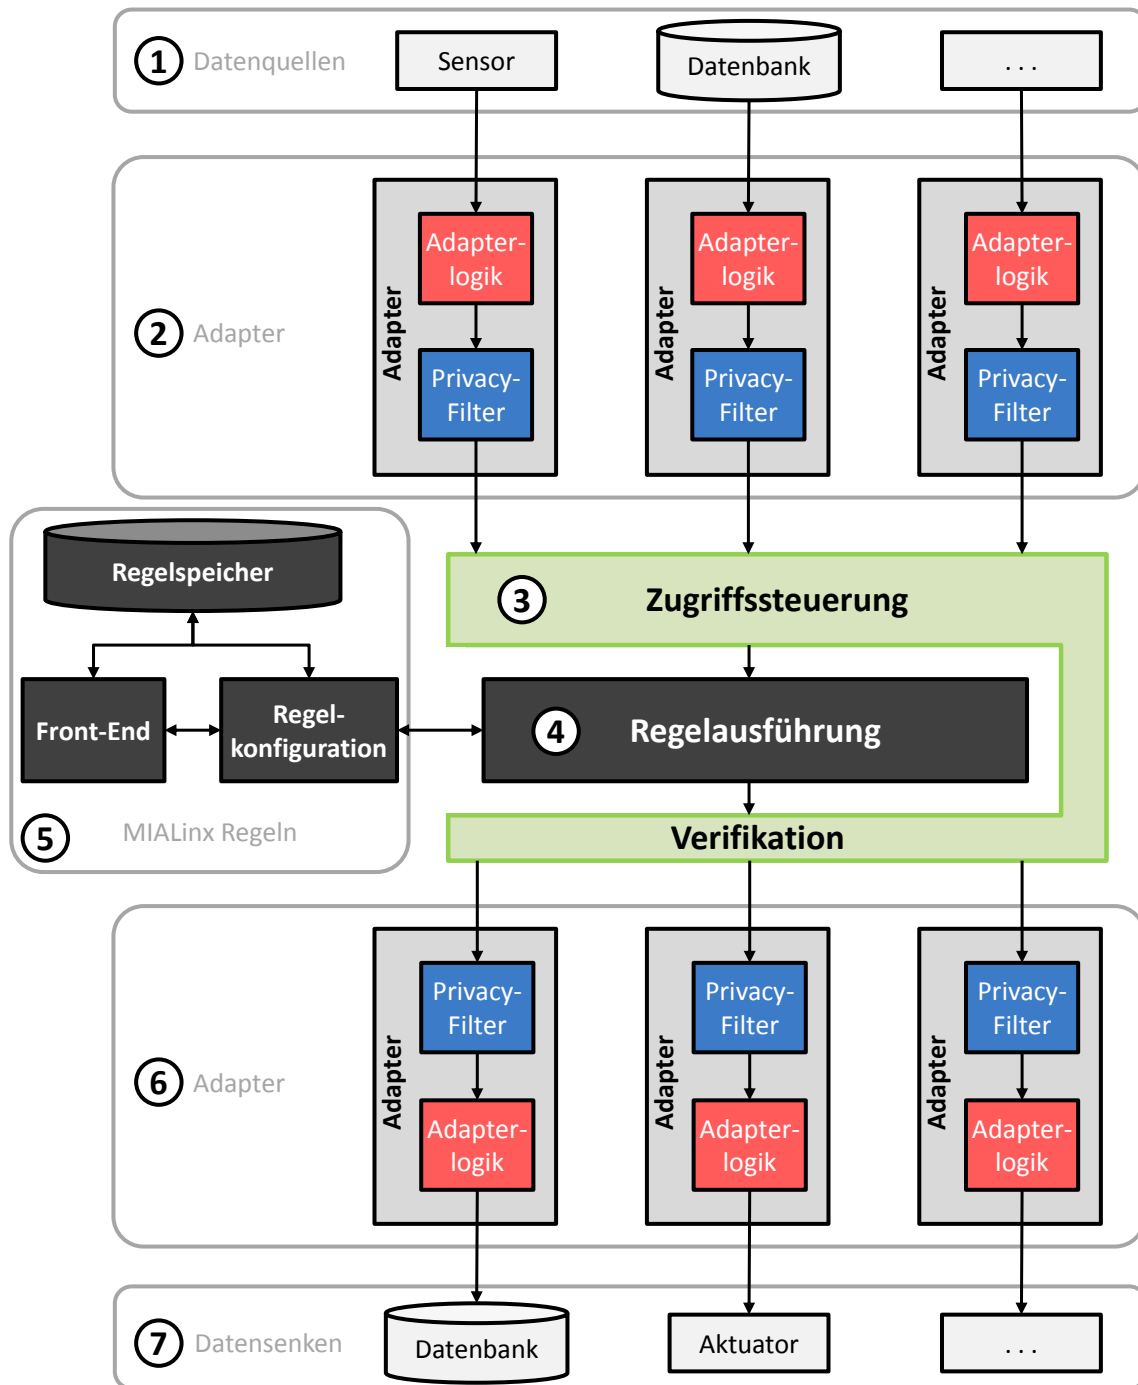 1 Datenquellen
Sensor
Datenbank
. . .
2 Adapter
Adapter
Adapter-
logik
Privacy-
Filter
Adapter
Adapter-
logik
Privacy-
Filter
Adapter
Adapter-
logik
Privacy-
Filter
3 Zugriffssteuerung
Regelspeicher
Front-End
Regel-
konfiguration
5 MIALinx Regeln
4 Regelausführung
Verifikation
6 Adapter
Adapter
Privacy-
Filter
Adapter-
logik
Adapter
Privacy-
Filter
Adapter-
logik
Adapter
Privacy-
Filter
Adapter-
logik
7 Datensenken
Datenbank
Aktuator
. . .